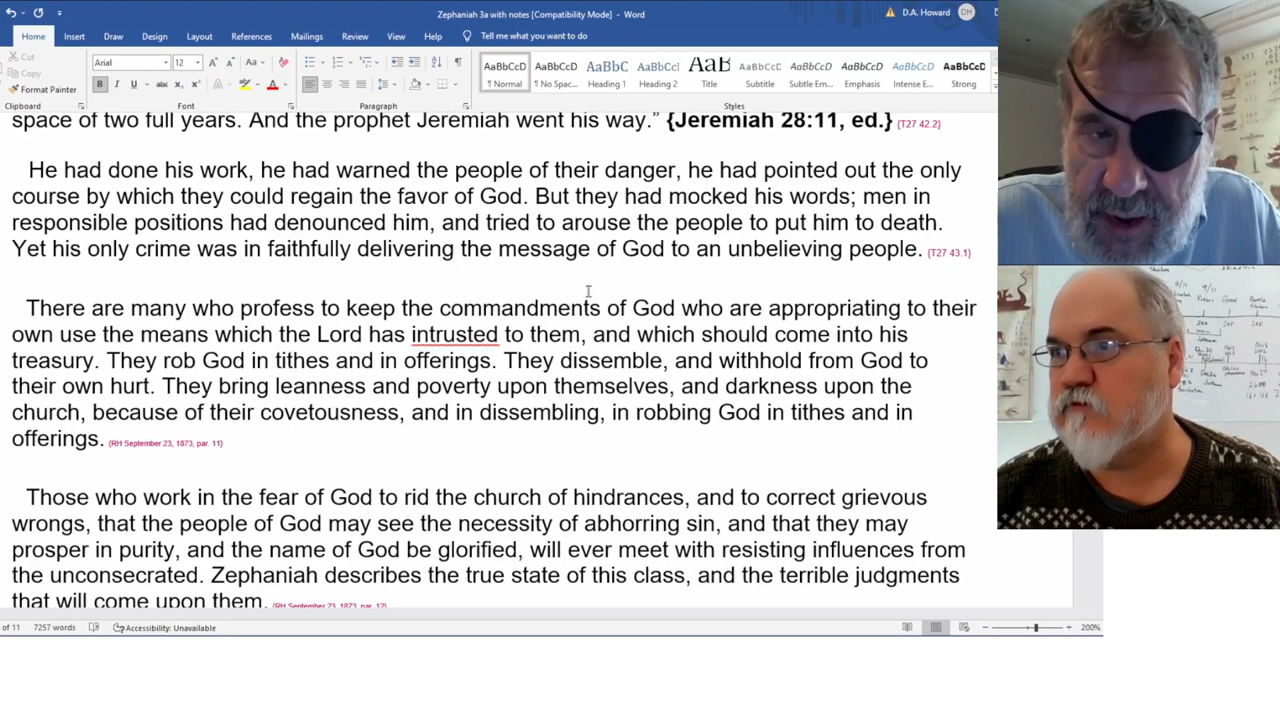 Zephaniah 3a with notes [Compatibility Mode] - Word
D.A. Howard
DH
Home Insert Draw Design Layout References Mailings Review View Help Tell me what you want to do
Cut
Copy
Format Painter
Arial 12
AaBbCcD AaBbCcD AaBbC AaBbCcl AaB AaBbCcD AaBbCcD AaBbCcD AaBbCcD AaBbCcD
¶ Normal ¶ No Spac... Heading 1 Heading 2 Title Subtitle Subtle Em... Emphasis Intense E... Strong
Clipboard Font Paragraph Styles
space of two full years. And the prophet Jeremiah went his way.” {Jeremiah 28:11, ed.} {T27 42.2}
He had done his work, he had warned the people of their danger, he had pointed out the only
course by which they could regain the favor of God. But they had mocked his words; men in
responsible positions had denounced him, and tried to arouse the people to put him to death.
Yet his only crime was in faithfully delivering the message of God to an unbelieving people. {T27 43.1}
There are many who profess to keep the commandments of God who are appropriating to their
own use the means which the Lord has intrusted to them, and which should come into his
treasury. They rob God in tithes and in offerings. They dissemble, and withhold from God to
their own hurt. They bring leanness and poverty upon themselves, and darkness upon the
church, because of their covetousness, and in dissembling, in robbing God in tithes and in
offerings. {RH September 23, 1873, par. 11}
Those who work in the fear of God to rid the church of hindrances, and to correct grievous
wrongs, that the people of God may see the necessity of abhorring sin, and that they may
prosper in purity, and the name of God be glorified, will ever meet with resisting influences from
the unconsecrated. Zephaniah describes the true state of this class, and the terrible judgments
that will come upon them. {RH September 23, 1873, par. 12}
of 11 7257 words Accessibility: Unavailable 200%
9/11 9/11